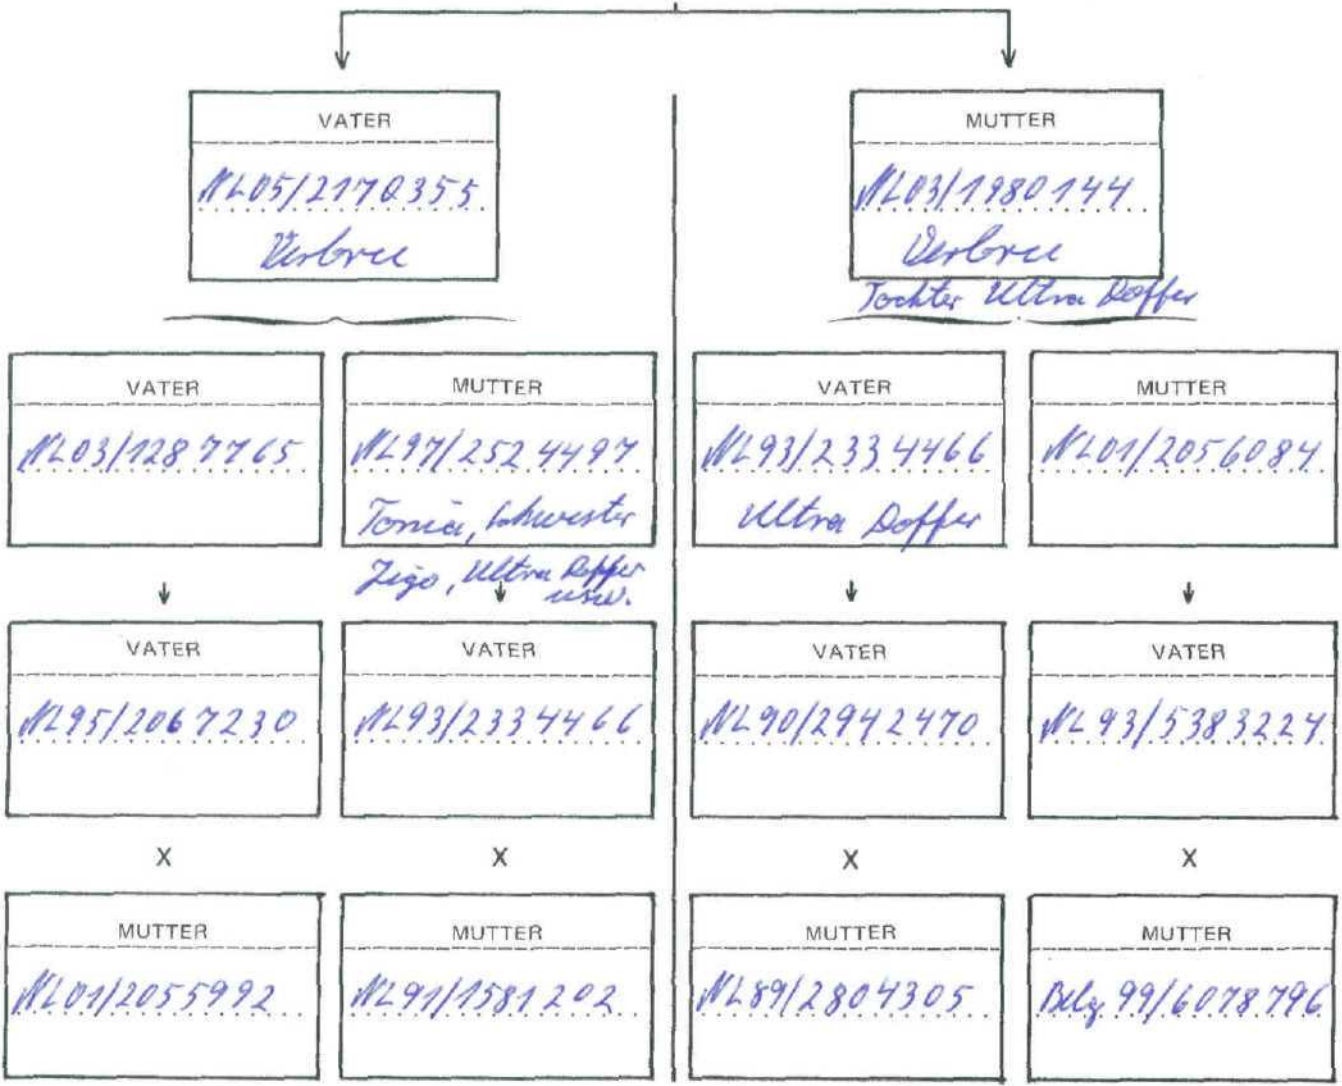 VATER
MUTTER
NL05/2170355
NL03/1980144
Verbree
Verbree
Tochter Ultra Doffer
VATER
MUTTER
VATER
MUTTER
NL03/1287765
NL97/2524497
NL93/2334466
NL01/2056084
Tonia, Schwester
Ultra Doffer
Zigo, Ultra Doffer
usw.
VATER
VATER
VATER
VATER
NL95/2067230
NL93/2334466
NL90/2942470
NL93/5383224
X
X
X
X
MUTTER
MUTTER
MUTTER
MUTTER
NL01/2055992
NL91/1581202
NL89/2804305
Belg. 99/6078796